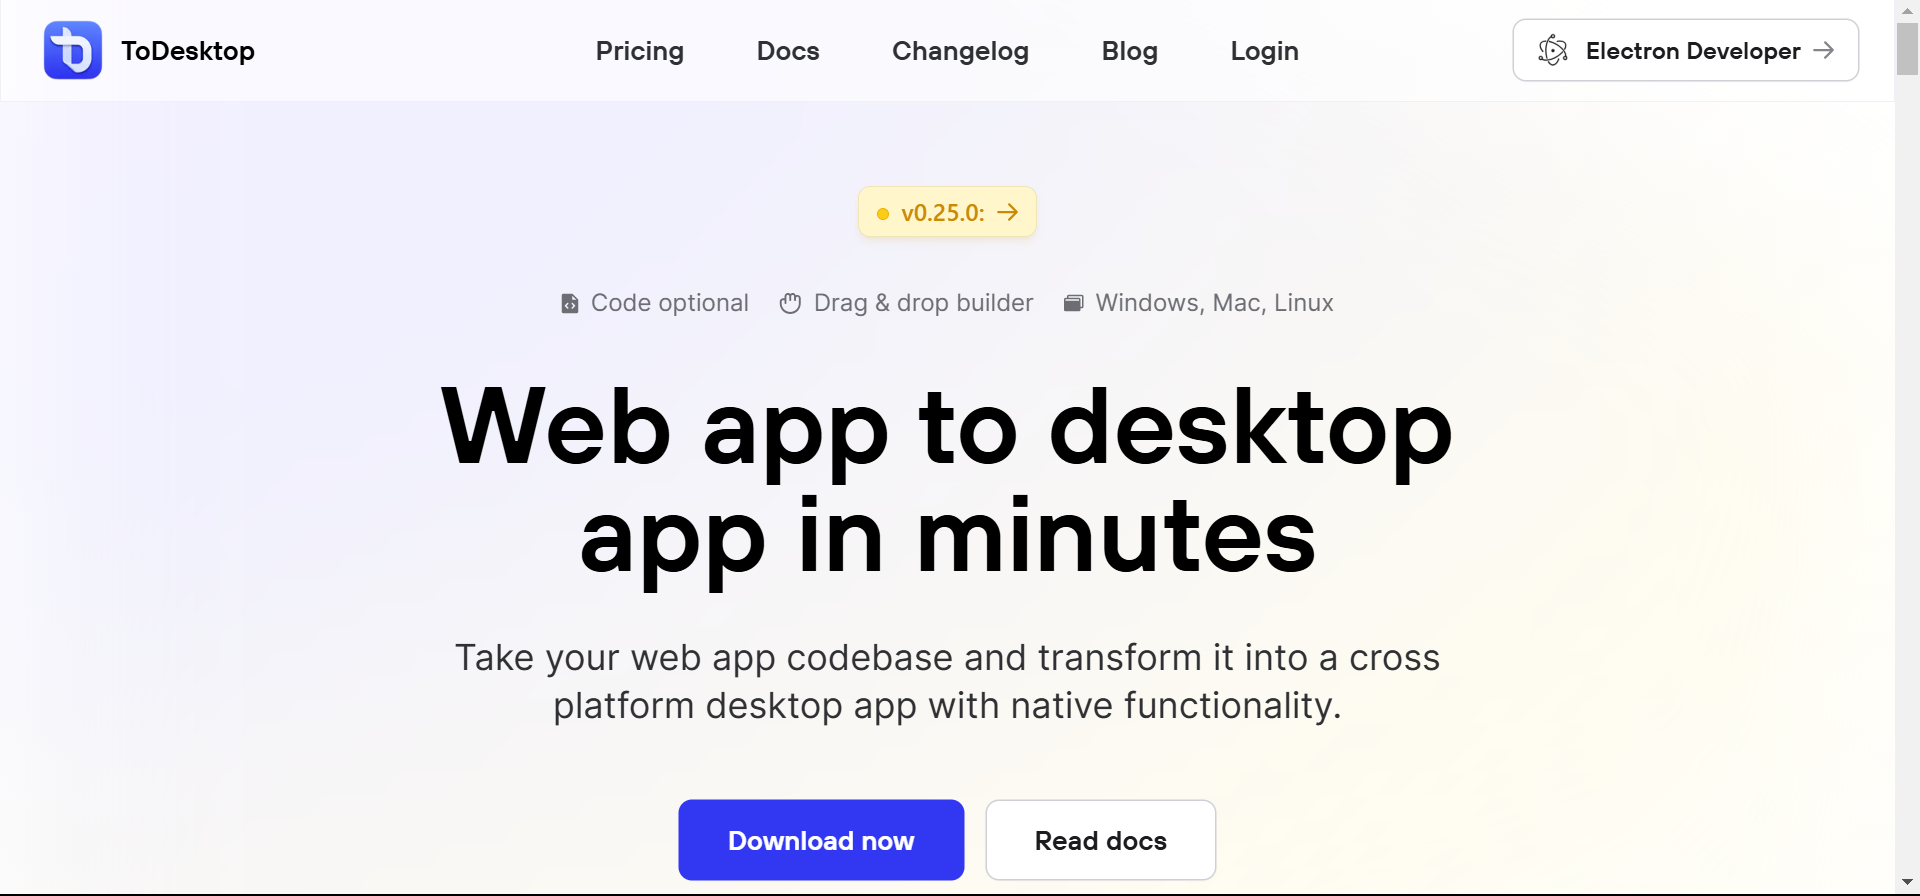 ToDesktop
Pricing
Docs
Changelog
Blog
Login
Electron Developer →
v0.25.0: →
Code optional
Drag & drop builder
Windows, Mac, Linux
Web app to desktop
app in minutes
Take your web app codebase and transform it into a cross
platform desktop app with native functionality.
Download now
Read docs